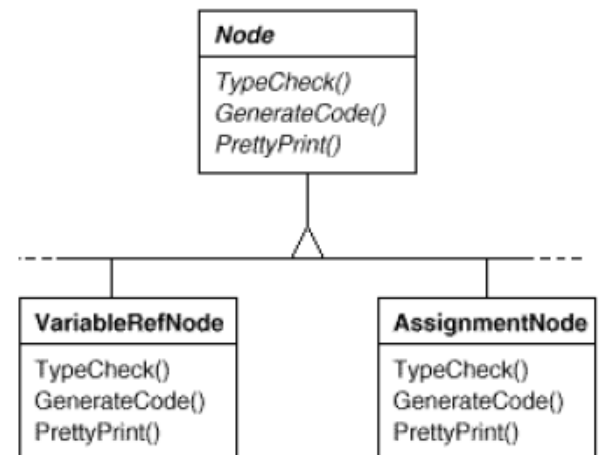 Node
TypeCheck()
GenerateCode()
PrettyPrint()
VariableRefNode
TypeCheck()
GenerateCode()
PrettyPrint()
AssignmentNode
TypeCheck()
GenerateCode()
PrettyPrint()